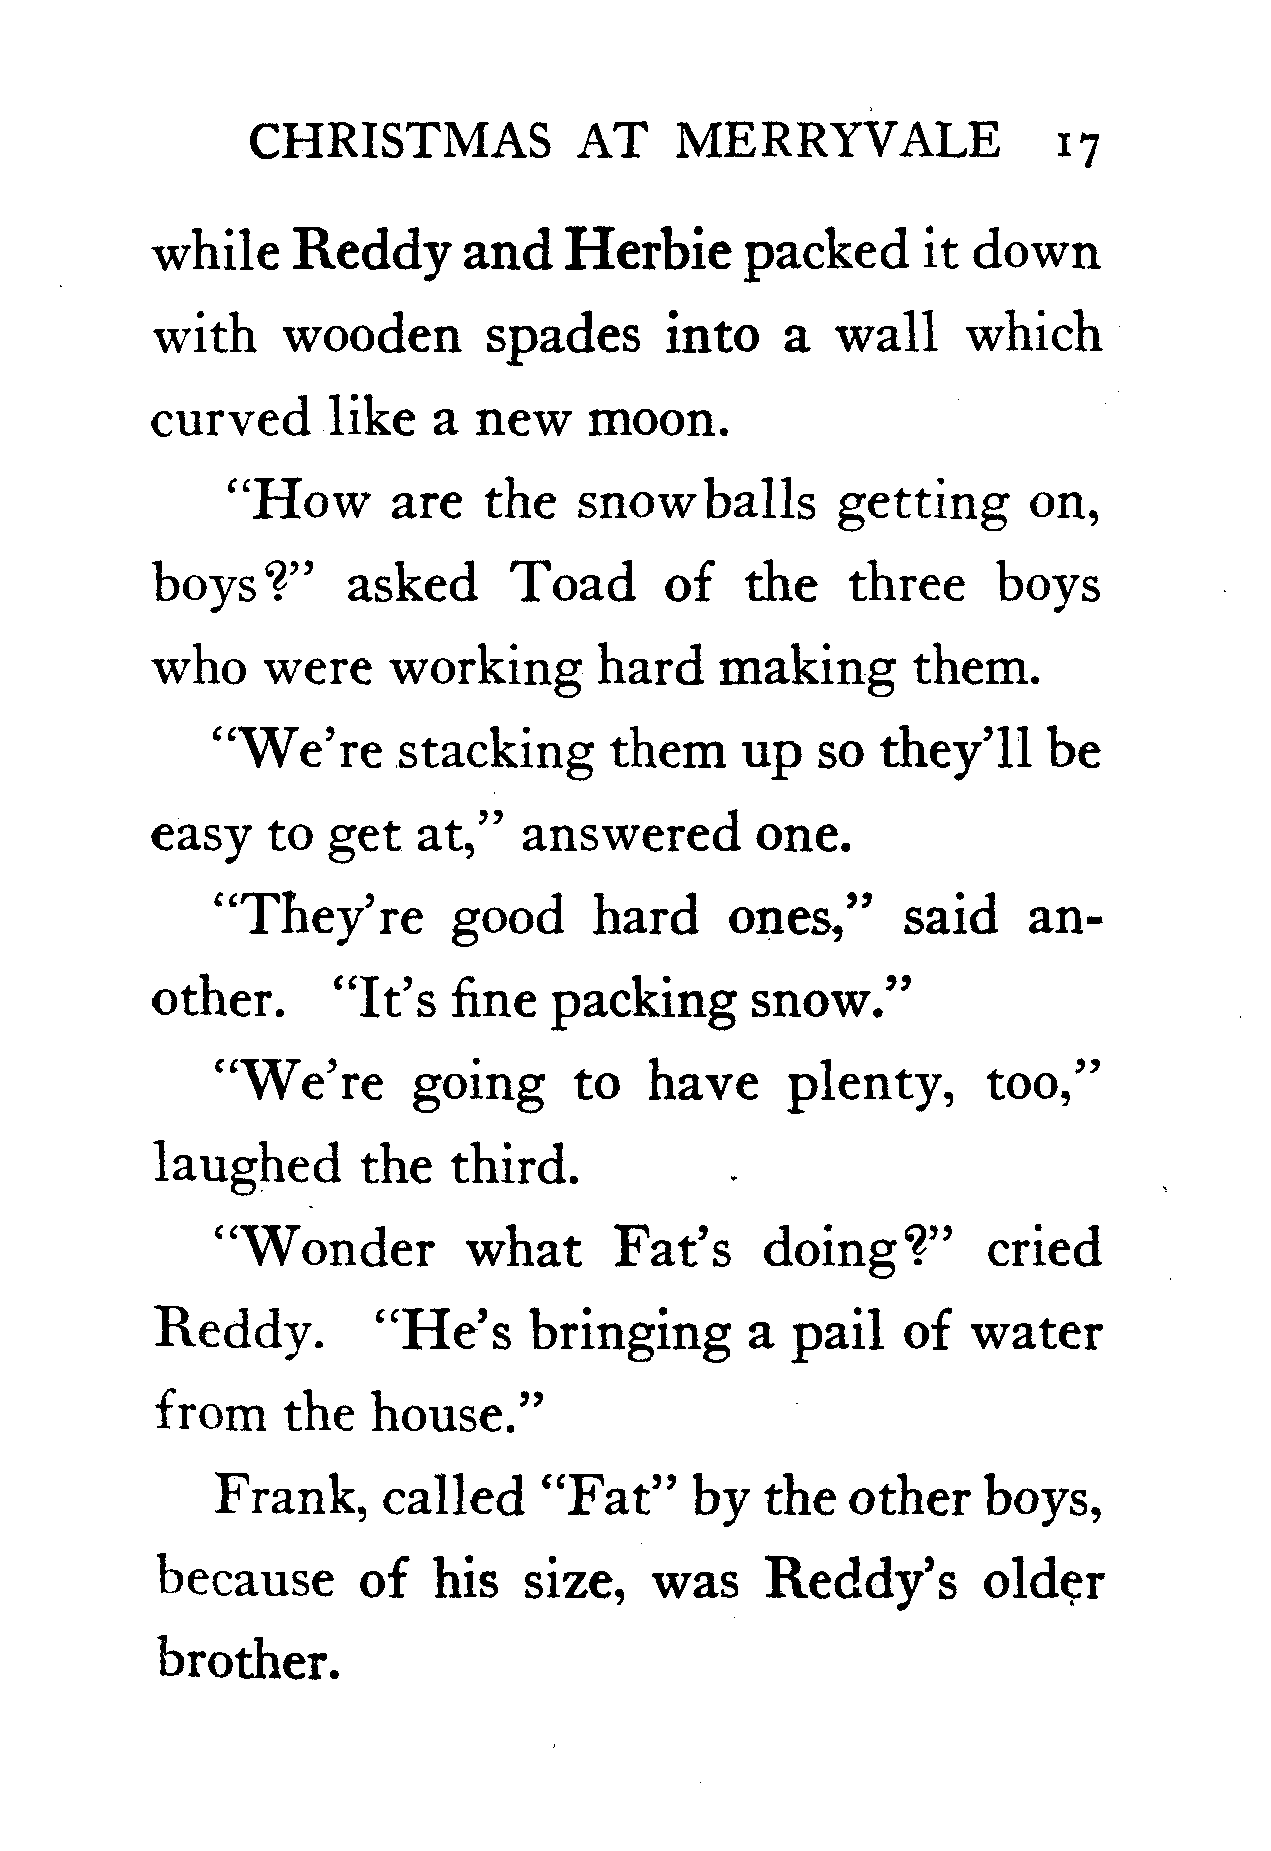 CHRISTMAS AT MERRYVALE 17
while Reddy and Herbie packed it down
with wooden spades into a wall which
curved like a new moon.
“How are the snowballs getting on,
boys?” asked Toad of the three boys
who were working hard making them.
“We’re stacking them up so they’ll be
easy to get at,” answered one.
“They’re good hard ones,” said an-
other. “It’s fine packing snow.”
“We’re going to have plenty, too,”
laughed the third.
“Wonder what Fat’s doing?” cried
Reddy. “He’s bringing a pail of water
from the house.”
Frank, called “Fat” by the other boys,
because of his size, was Reddy’s older
brother.